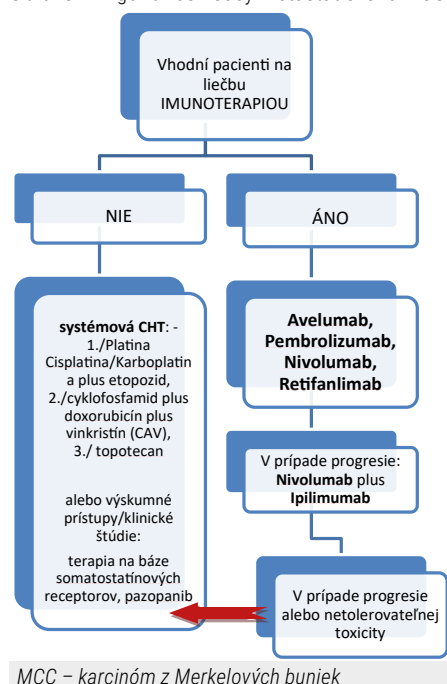 Vhodní pacienti na
liečbu
IMUNOTERAPIOU
NIE
ÁNO
systémová CHT: -
1./Platina
Cisplatina/Karboplatin
a plus etopozid,
2./cyklofosfamid plus
doxorubicín plus
vinkristín (CAV),
3./ topotecan
alebo výskumné
prístupy/klinické
štúdie:
terapia na báze
somatostatínových
receptorov, pazopanib
Avelumab,
Pembrolizumab,
Nivolumab,
Retifanlimab
V prípade progresie:
Nivolumab plus
Ipilimumab
V prípade progresie
alebo netolerovateľnej
toxicity
MCC – karcinóm z Merkelových buniek